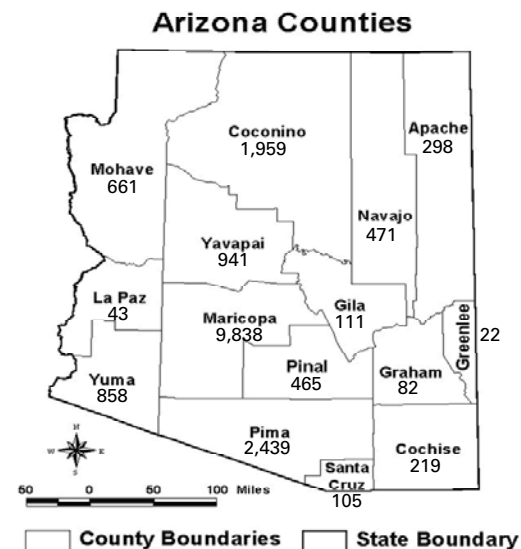 Arizona Counties
Coconino
1,959
Apache
298
Mohave
661
Navajo
471
Yavapai
941
La Paz
43
Maricopa
9,838
Gila
111
Greenlee
22
Pinal
465
Graham
82
Yuma
858
Pima
2,439
Cochise
219
Santa
Cruz
105
N
W E
S
50 0 50 100 Miles
County Boundaries State Boundary